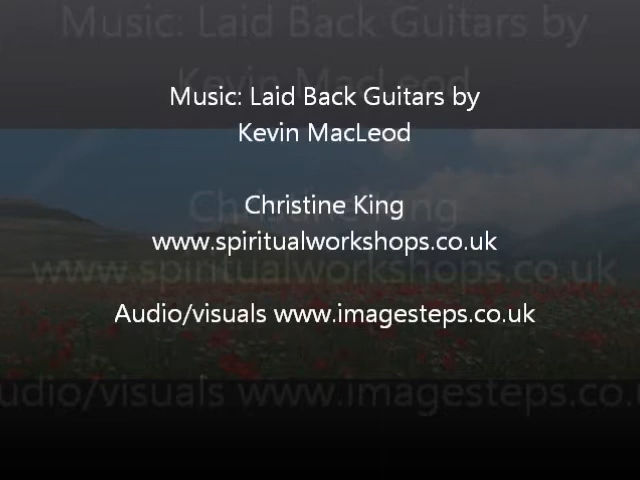 Music: Laid Back Guitars by
Kevin MacLeod
Christine King
www.spiritualworkshops.co.uk
Audio/visuals www.imagesteps.co.uk